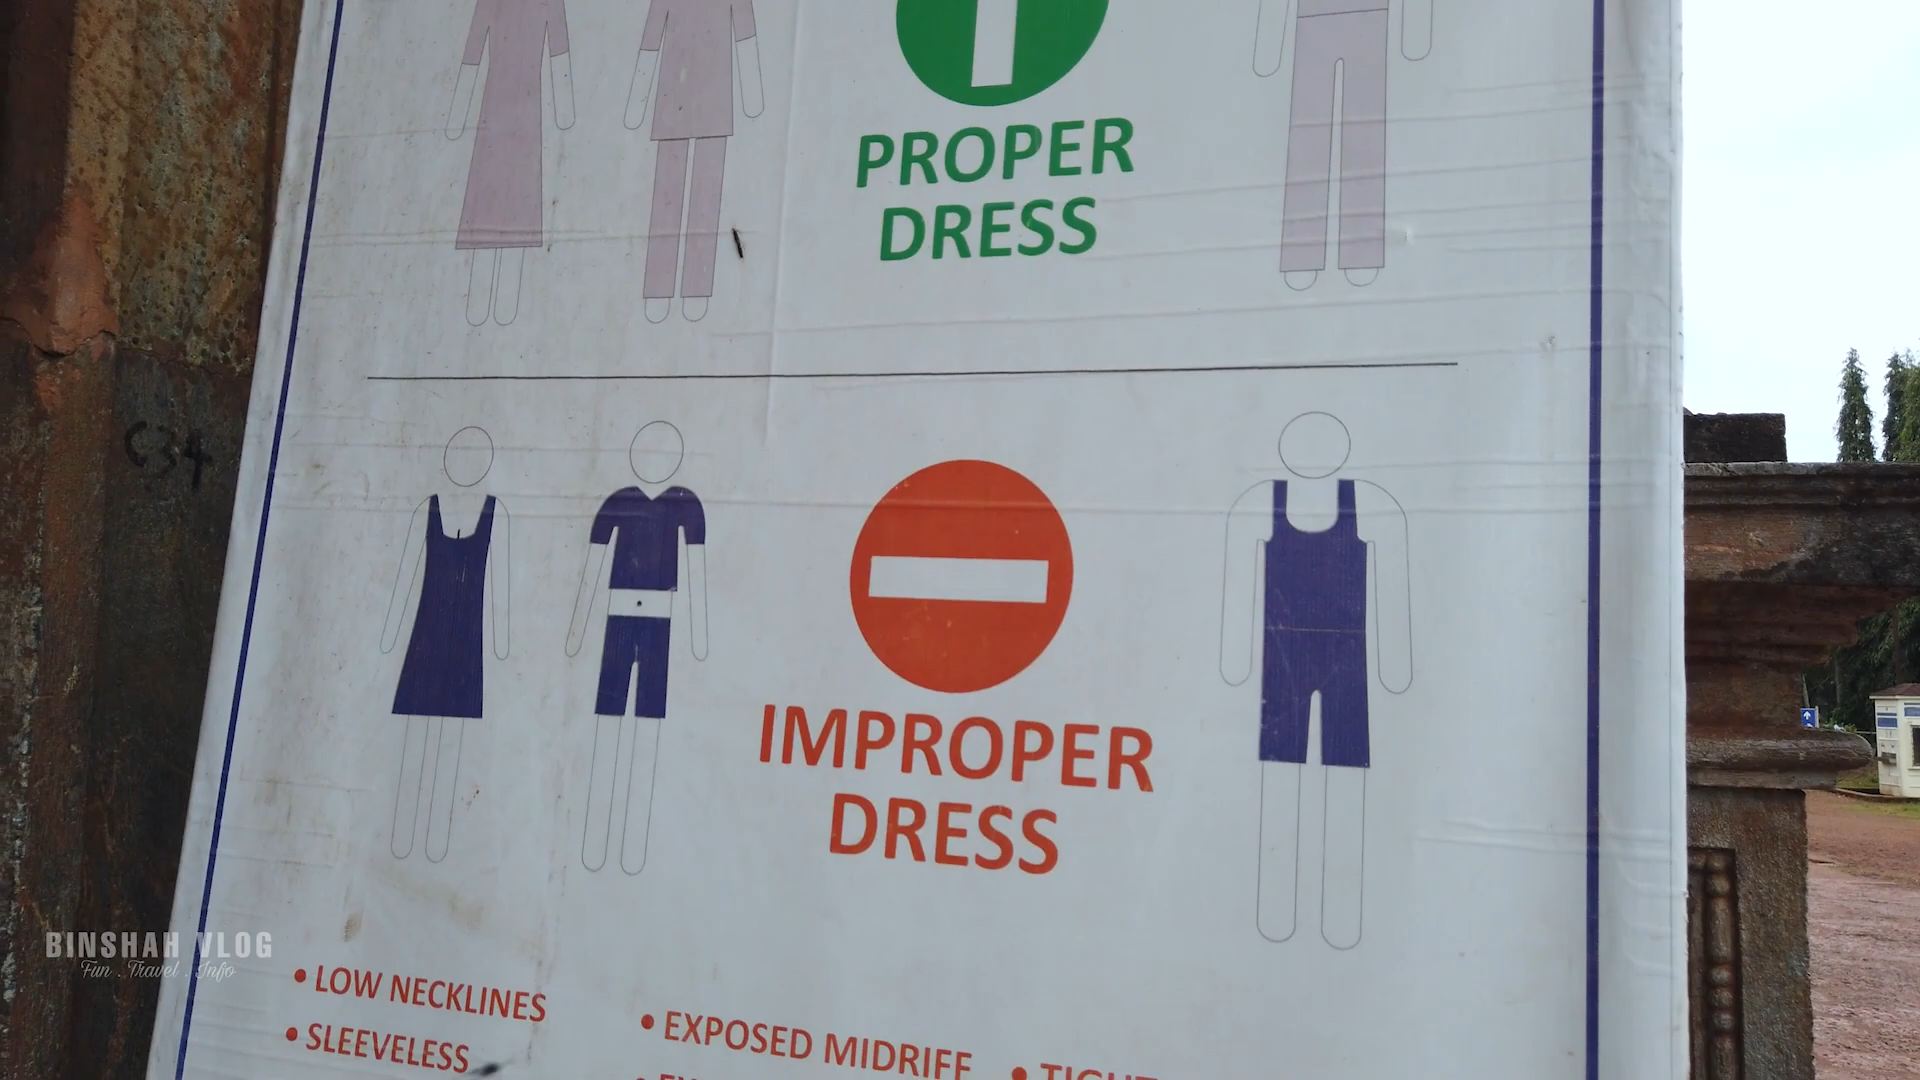 PROPER
DRESS
C34
IMPROPER
DRESS
BINSHAH VLOG
Fun . Travel . Info
• LOW NECKLINES
• SLEEVELESS
• EXPOSED MIDRIFF